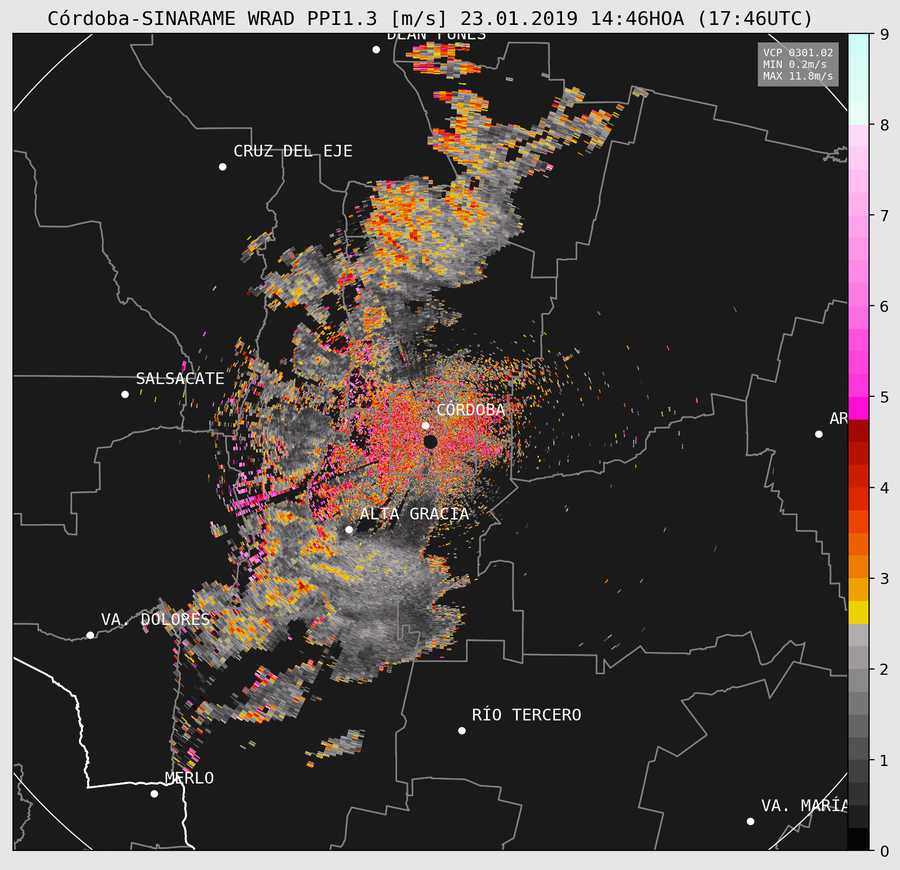 Córdoba-SINARAME WRAD PPI1.3 [m/s] 23.01.2019 14:46HOA (17:46UTC)
DEAN FUNES
VCP 0301.02
MIN 0.2m/s
MAX 11.8m/s
CRUZ DEL EJE
SALSACATE
CÓRDOBA
AR
ALTA GRACIA
VA. DOLORES
RÍO TERCERO
MERLO
VA. MARÍA
9
8
7
6
5
4
3
2
1
0